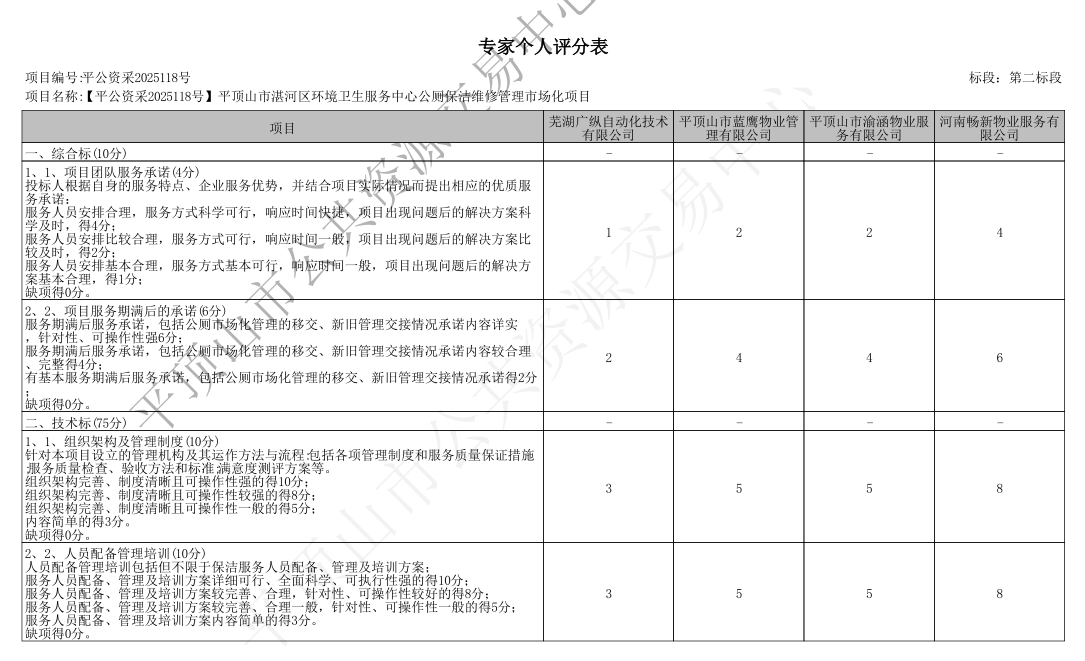 专家个人评分表
项目编号:平公资采2025118号
标段：第二标段
项目名称:【平公资采2025118号】平顶山市湛河区环境卫生服务中心公厕保洁维修管理市场化项目
项目
芜湖广纵自动化技术
有限公司
平顶山市蓝鹰物业管
理有限公司
平顶山市渝涵物业服
务有限公司
河南畅新物业服务有
限公司
一、综合标(10分)
-
-
-
-
1、1、项目团队服务承诺(4分)
投标人根据自身的服务特点、企业服务优势，并结合项目实际情况而提出相应的优质服
务承诺；
服务人员安排合理，服务方式科学可行，响应时间快捷，项目出现问题后的解决方案科
学及时，得4分；
服务人员安排比较合理，服务方式可行，响应时间一般，项目出现问题后的解决方案比
较及时，得2分；
服务人员安排基本合理，服务方式基本可行，响应时间一般，项目出现问题后的解决方
案基本合理，得1分；
缺项得0分。
1
2
2
4
2、2、项目服务期满后的承诺(6分)
服务期满后服务承诺，包括公厕市场化管理的移交、新旧管理交接情况承诺内容详实
，针对性、可操作性强6分；
服务期满后服务承诺，包括公厕市场化管理的移交、新旧管理交接情况承诺内容较合理
、完整得4分；
有基本服务期满后服务承诺，包括公厕市场化管理的移交、新旧管理交接情况承诺得2分
；
缺项得0分。
2
4
4
6
二、技术标(75分)
-
-
-
-
1、1、组织架构及管理制度(10分)
针对本项目设立的管理机构及其运作方法与流程,包括各项管理制度和服务质量保证措施
,服务质量检查、验收方法和标准,满意度测评方案等。
组织架构完善、制度清晰且可操作性强的得10分；
组织架构完善、制度清晰且可操作性较强的得8分；
组织架构完善、制度清晰且可操作性一般的得5分；
内容简单的得3分。
缺项得0分。
3
5
5
8
2、2、人员配备管理培训(10分)
人员配备管理培训包括但不限于保洁服务人员配备、管理及培训方案；
服务人员配备、管理及培训方案详细可行、全面科学、可执行性强的得10分；
服务人员配备、管理及培训方案较完善、合理，针对性、可操作性较好的得8分；
服务人员配备、管理及培训方案较完善、合理一般，针对性、可操作性一般的得5分；
服务人员配备、管理及培训方案内容简单的得3分。
缺项得0分。
3
5
5
8
平顶山市公共资源交易中心
平顶山市公共资源交易中心